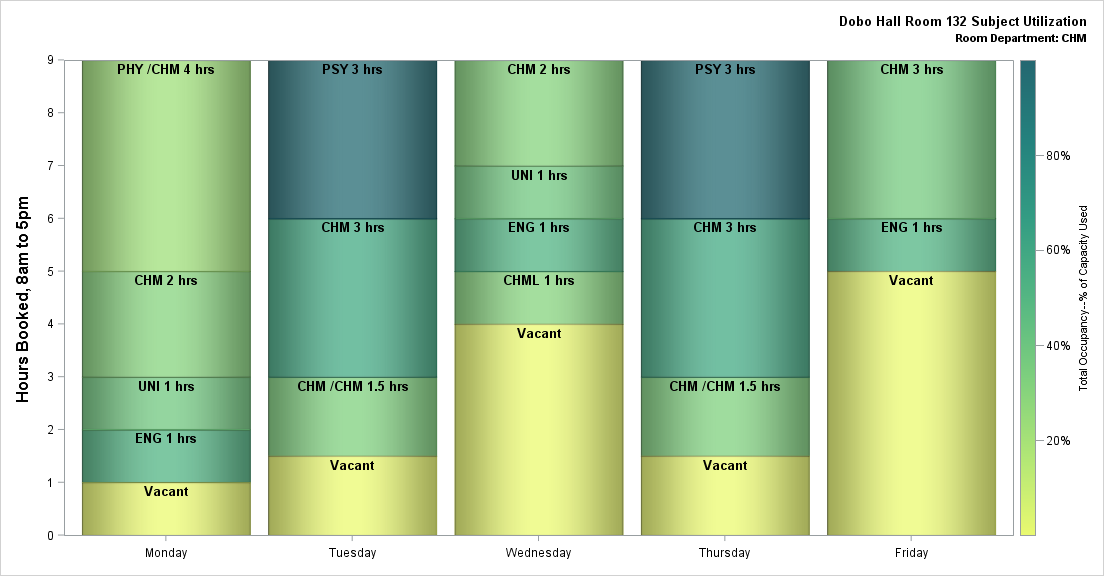 Dobo Hall Room 132 Subject Utilization
Room Department: CHM
Hours Booked, 8am to 5pm
9
8
7
6
5
4
3
2
1
0
PHY /CHM 4 hrs
CHM 2 hrs
UNI 1 hrs
ENG 1 hrs
Vacant
PSY 3 hrs
CHM 3 hrs
CHM /CHM 1.5 hrs
Vacant
CHM 2 hrs
UNI 1 hrs
ENG 1 hrs
CHML 1 hrs
Vacant
PSY 3 hrs
CHM 3 hrs
CHM /CHM 1.5 hrs
Vacant
CHM 3 hrs
ENG 1 hrs
Vacant
Monday
Tuesday
Wednesday
Thursday
Friday
80%
60%
40%
20%
Total Occupancy--% of Capacity Used